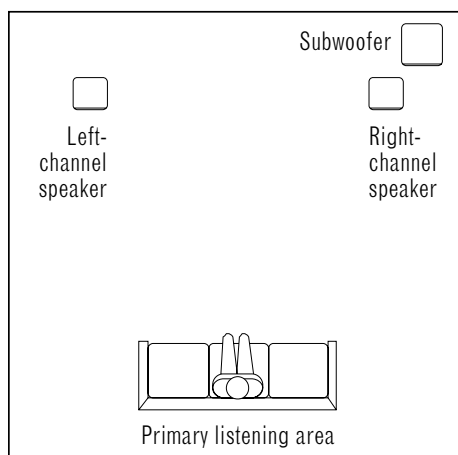 Subwoofer
Left-
channel
speaker
Right-
channel
speaker
Primary listening area